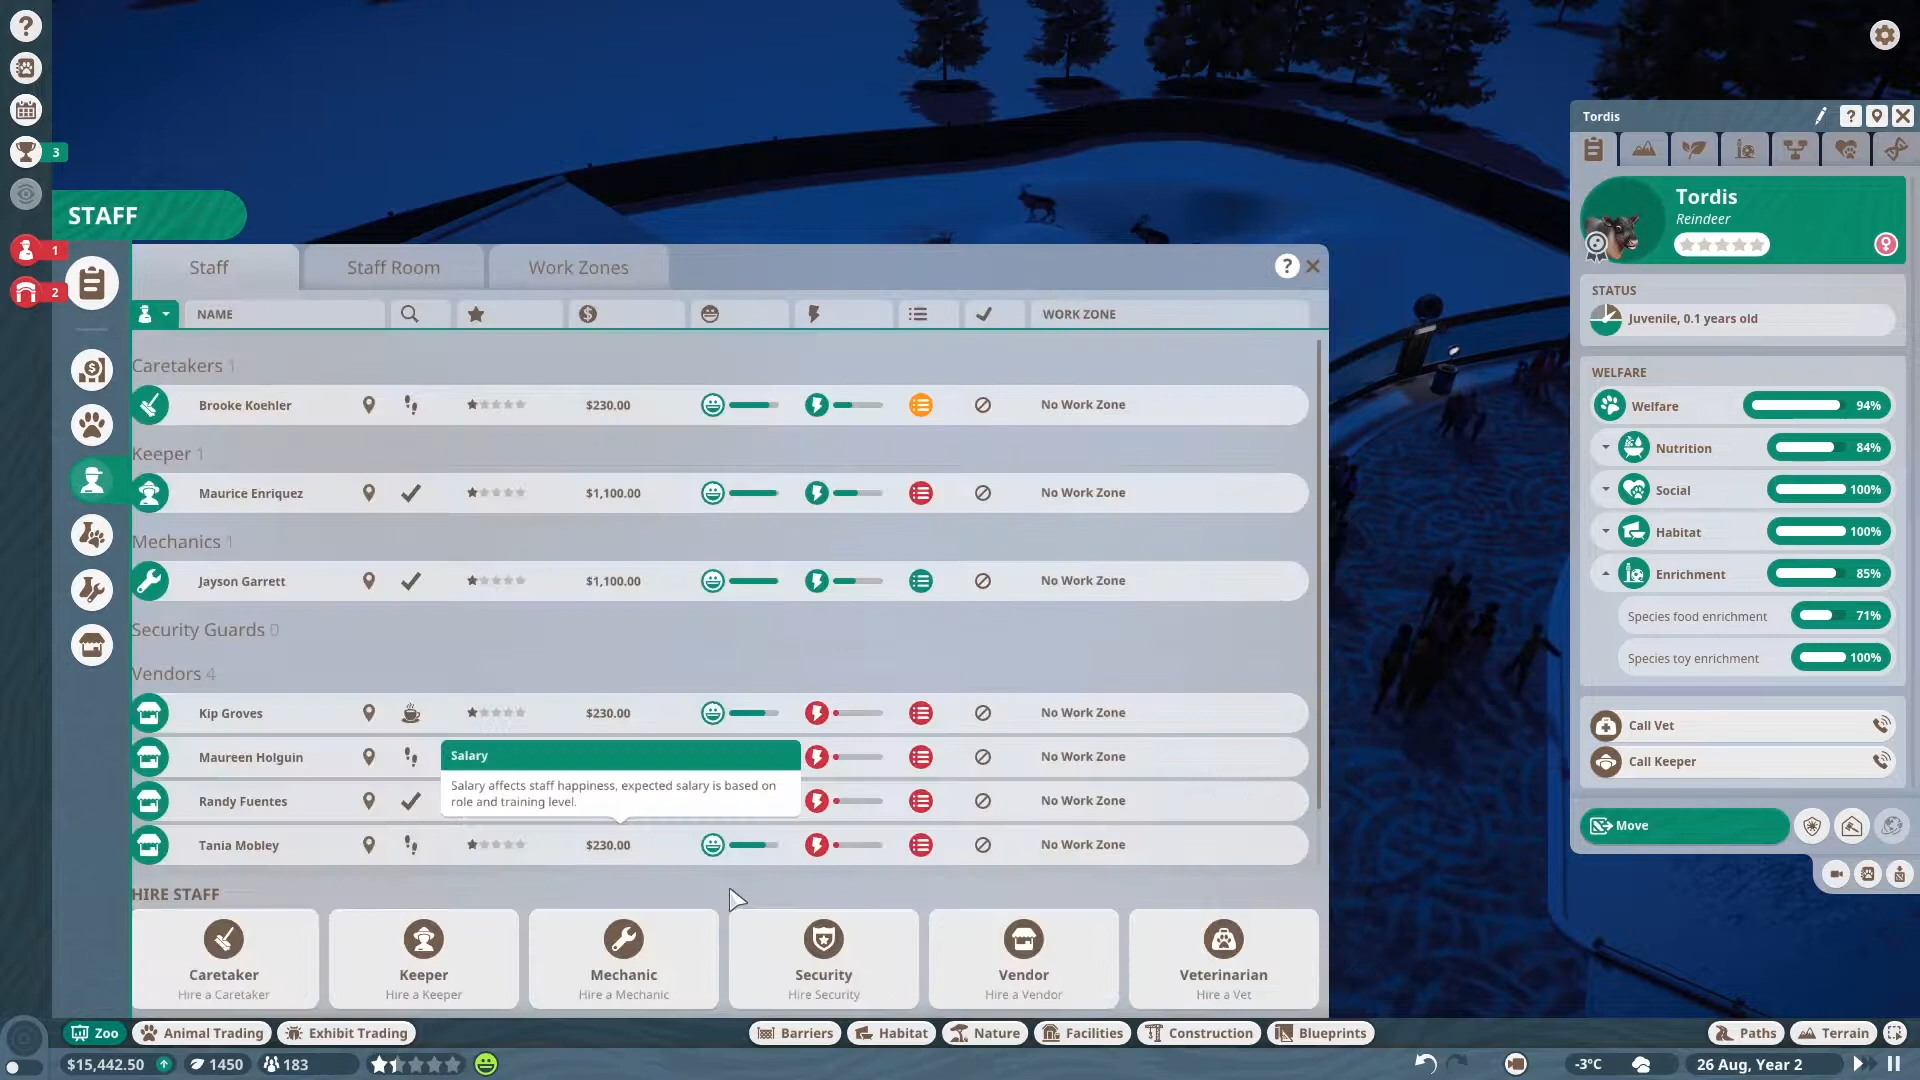 3
STAFF
1
2
Staff
Staff Room
Work Zones
?
NAME
WORK ZONE
Caretakers 1
Brooke Koehler
$230.00
No Work Zone
Keeper 1
Maurice Enriquez
$1,100.00
No Work Zone
Mechanics 1
Jayson Garrett
$1,100.00
No Work Zone
Security Guards 0
Vendors 4
Kip Groves
$230.00
No Work Zone
Maureen Holguin
No Work Zone
Salary
Salary affects staff happiness, expected salary is based on
role and training level.
Randy Fuentes
No Work Zone
Tania Mobley
$230.00
No Work Zone
HIRE STAFF
Caretaker
Hire a Caretaker
Keeper
Hire a Keeper
Mechanic
Hire a Mechanic
Security
Hire Security
Vendor
Hire a Vendor
Veterinarian
Hire a Vet
Tordis
?
Tordis
Reindeer
STATUS
Juvenile, 0.1 years old
WELFARE
Welfare
94%
Nutrition
84%
Social
100%
Habitat
100%
Enrichment
85%
Species food enrichment
71%
Species toy enrichment
100%
Call Vet
Call Keeper
Move
Zoo
Animal Trading
Exhibit Trading
Barriers
Habitat
Nature
Facilities
Construction
Blueprints
Paths
Terrain
$15,442.50
1450
183
-3°C
26 Aug, Year 2